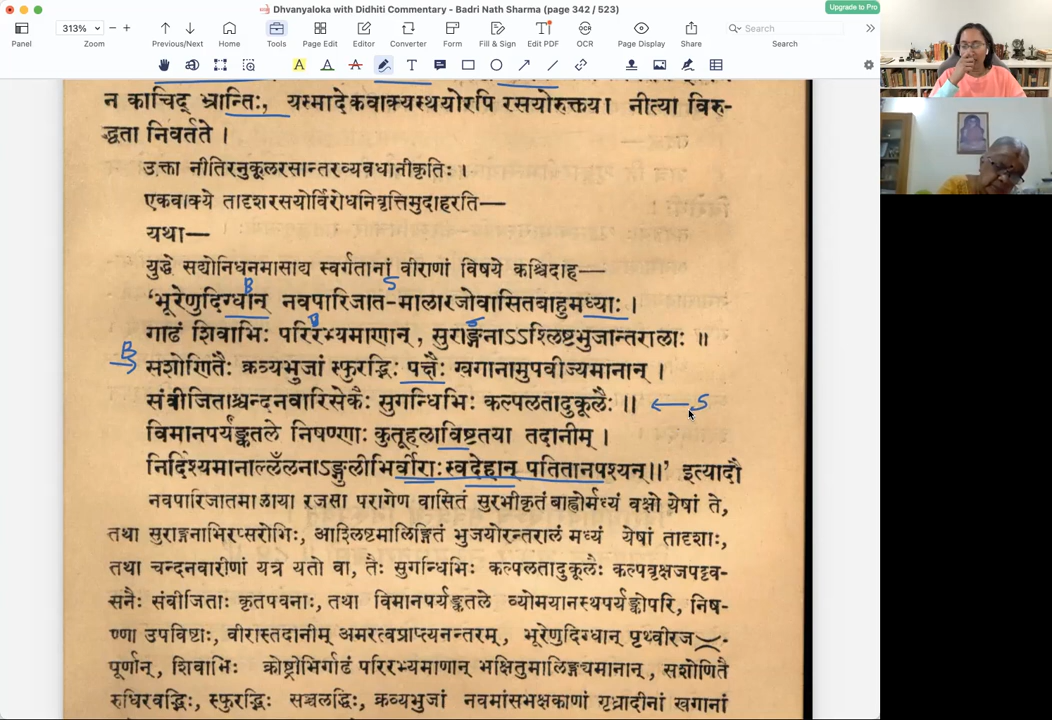 Dhvanyaloka with Didhiti Commentary - Badri Nath Sharma (page 342 / 523)
Upgrade to Pro
313%
Panel Zoom Previous/Next Home Tools Page Edit Editor Converter Form Fill & Sign Edit PDF OCR Page Display Share Search
Search
न काचिद् भ्रान्तिः, यस्मादेकवाक्यस्थयोरपि रसयोरुक्तया नीत्या विरु-
द्धता निवर्तते ।
उक्ता नीतिरनुकूलरसान्तरव्यवधानीकृतिः ।
एकवाक्ये तादृशरसयोर्विरोधनिवृत्तिमुदाहरति—
यथा—
युद्धे सद्योनिधनमासाद्य स्वर्गतानां वीराणां विषये कश्चिदाह—
B S
'भूरेणुदिग्धान् नवपारिजात-मालारजोवासितबाहुमध्याः ।
गाढं शिवाभिः परिरभ्यमाणान्, सुराङ्गनाऽऽश्लिष्टभुजान्तरालाः ॥
B
सशोणितैः क्रव्यभुजां स्फुरद्भिः पक्षैः खगानामुपवीज्यमानान् ।
संवीजिताश्चन्दनवारिसेकैः सुगन्धिभिः कल्पलतादुकूलैः ॥ ← S
विमानपर्यङ्कतले निषण्णाः कुतूहलाविष्टतया तदानीम् ।
निर्दिश्यमानाल्लँलनाऽङ्गुलीभिर्वीराः स्वदेहान् पतितानपश्यन् ॥' इत्यादौ
नवपारिजातमालाया रजसा परागेण वासितं सुरभीकृतं बाह्वोर्मध्यं वक्षो येषां ते,
तथा सुराङ्गनाभिरप्सरोगिः, आश्लिष्टमालिङ्गितं भुजयोरन्तरालं मध्यं येषां तादृशाः,
तथा चन्दनवारीणां यत्र यतो वा, तैः सुगन्धिभिः कल्पलतादुकूलैः कल्पवृक्षजपट्टव-
सनैः संवीजिताः कृतपवनाः, तथा विमानपर्यङ्कतले व्योमयानस्थपर्यङ्कोपरि, निष-
ण्णा उपविष्टाः, वीरास्तदानीम् अमरत्वप्राप्त्यनन्तरम्, भूरेणुदिग्धान् पृथ्वीरज-
पूर्णान्, शिवाभिः क्रोष्ट्रोभिर्गाढं परिरभ्यमाणान् भक्षितुमालिङ्ग्यमानान्, सशोणितै
रुधिरवद्भिः, स्फुरद्भिः सञ्चलद्भिः, क्रव्यभुजां नवमांसभक्षकाणां गृध्रादीनां खगानां